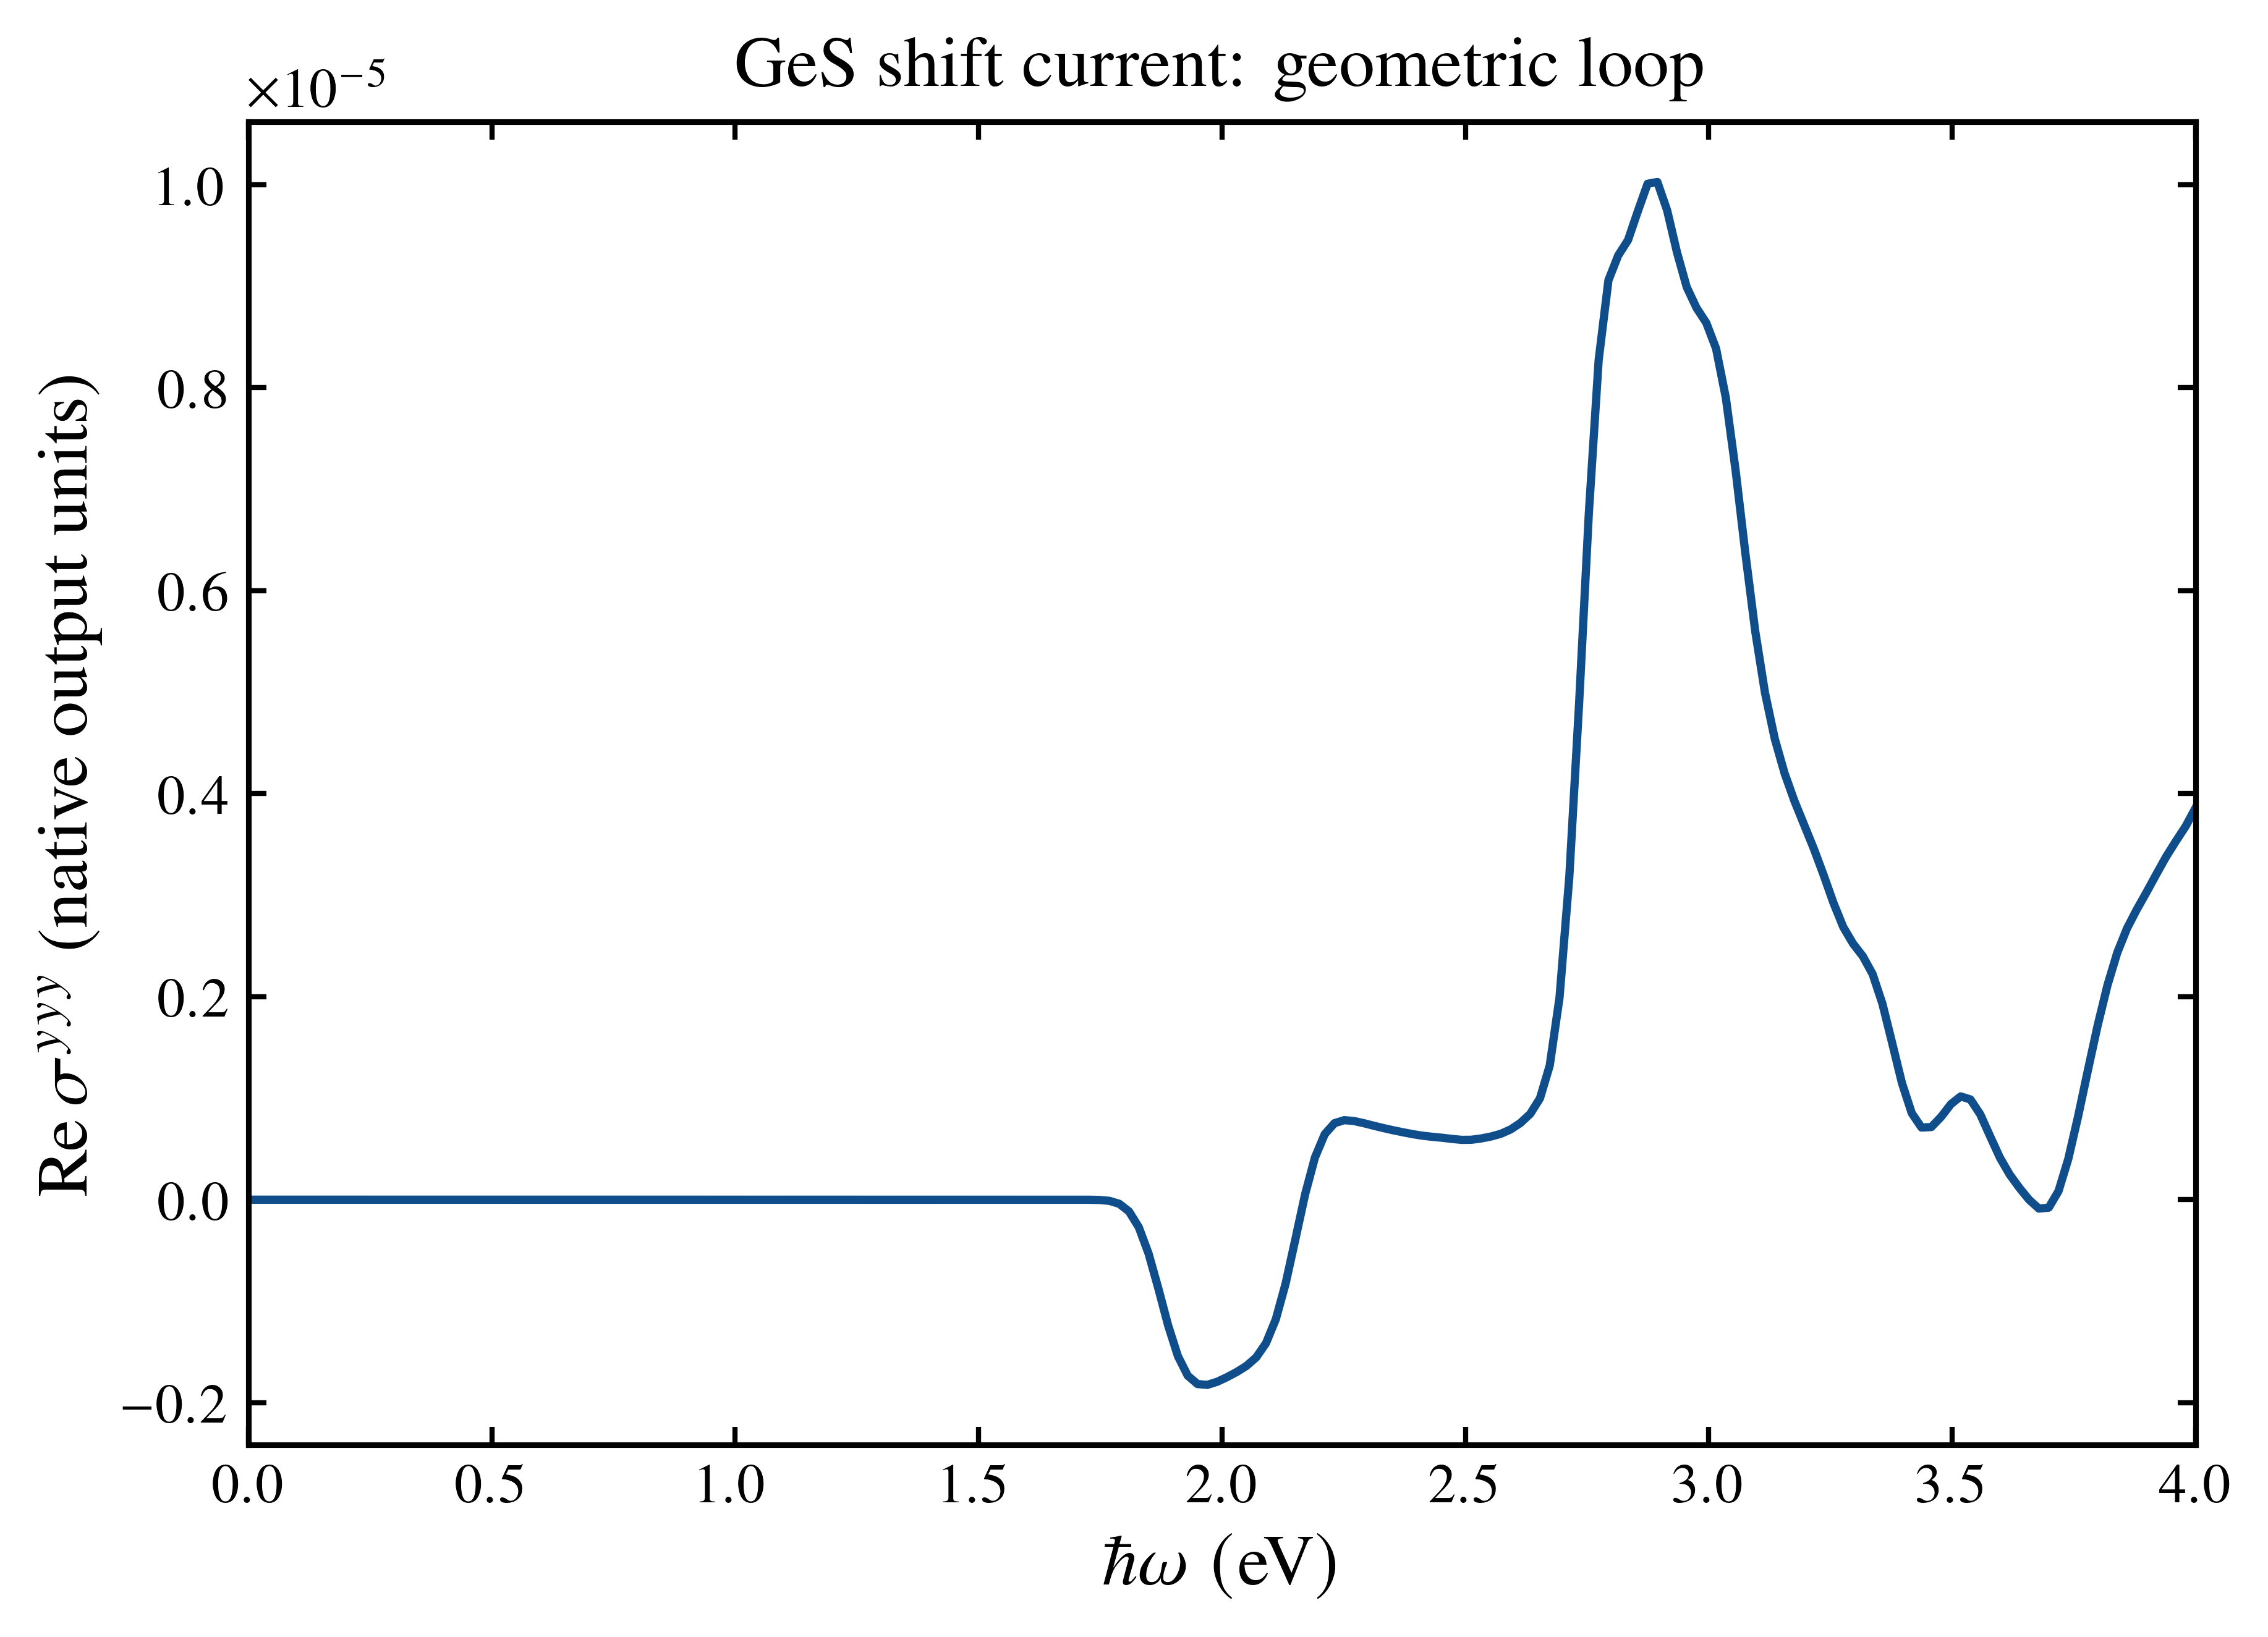 GeS shift current: geometric loop
×10⁻⁵
1.0
0.8
0.6
0.4
0.2
0.0
−0.2
Re σʸʸʸ (native output units)
0.0 0.5 1.0 1.5 2.0 2.5 3.0 3.5 4.0
ℏω (eV)